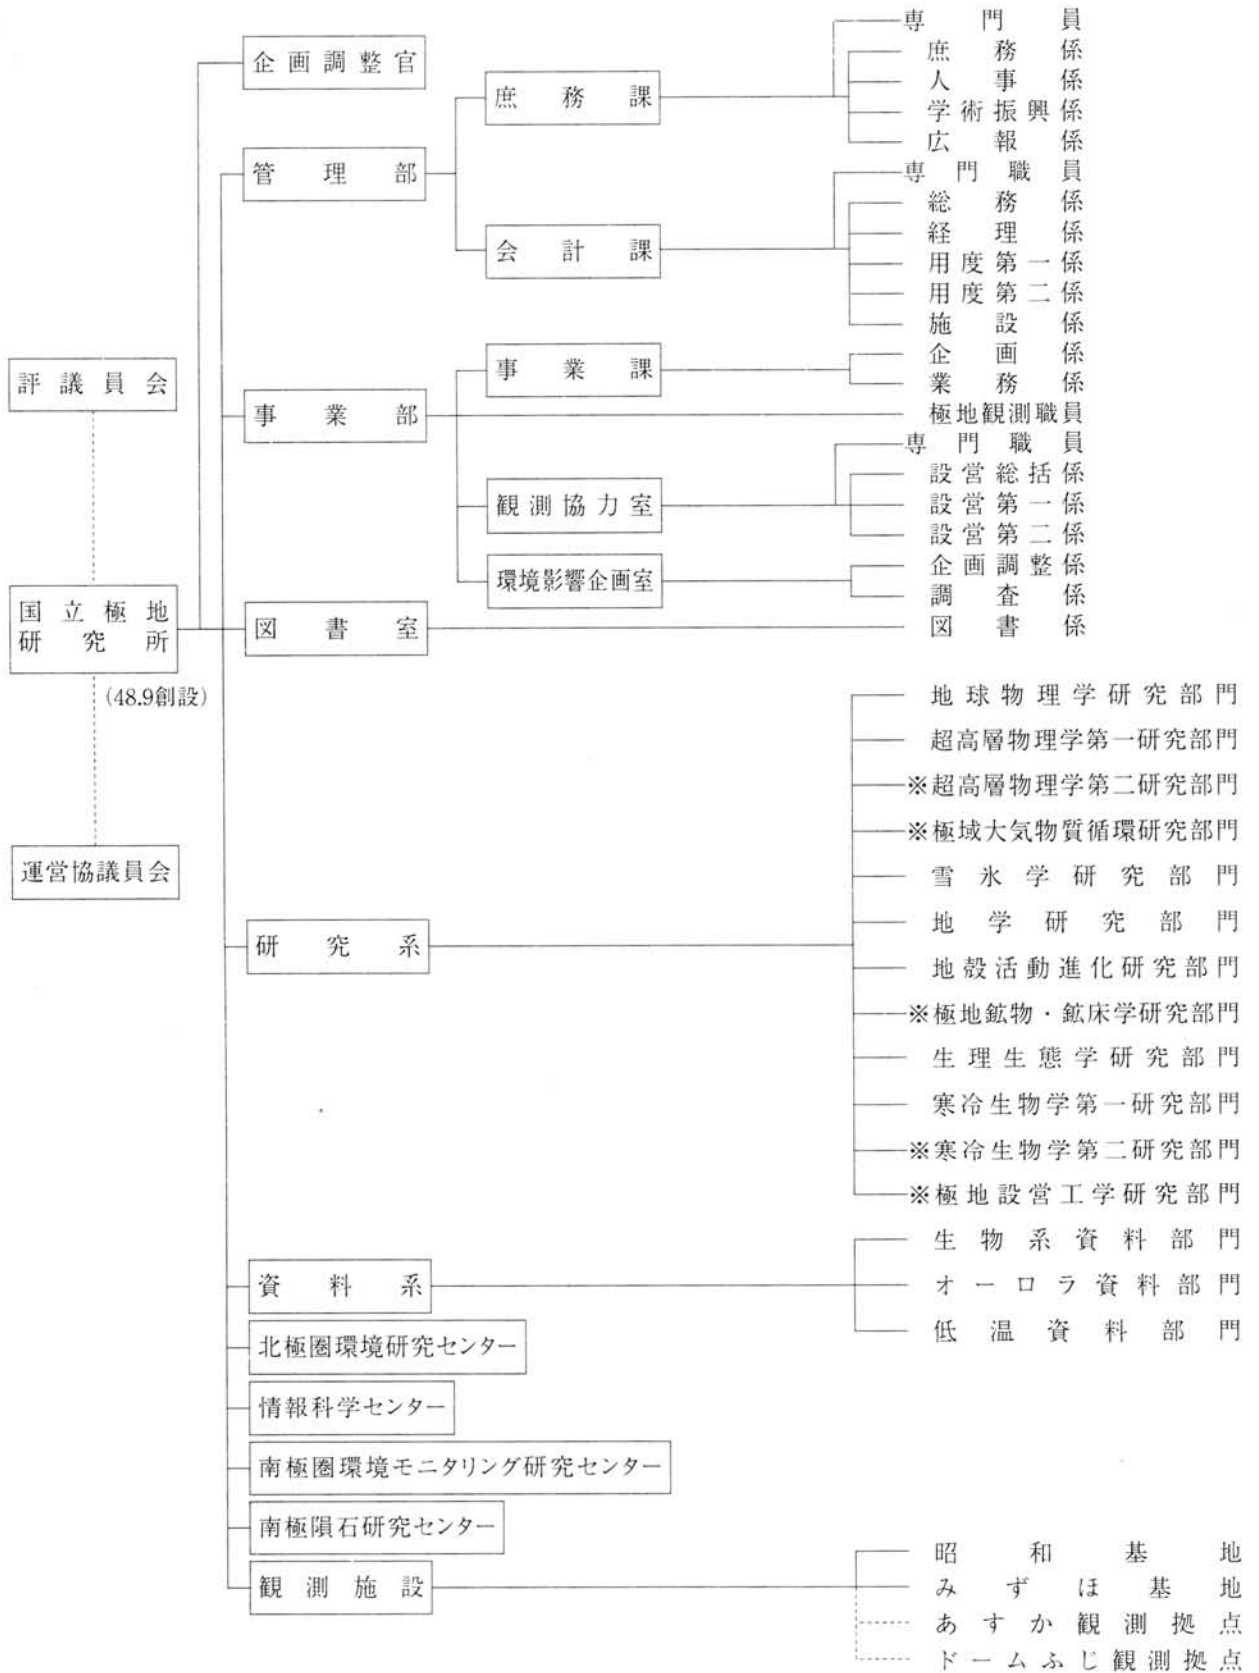 専門員
企画調整官
庶務係
庶務課
人事係
学術振興係
広報係
管理部
専門職員
総務係
経理係
会計課
用度第一係
用度第二係
施設係
評議員会
事業課
企画係
業務係
事業部
極地観測職員
専門職員
設営総括係
観測協力室
設営第一係
設営第二係
環境影響企画室
企画調整係
調査係
国立極地
研究所
(48.9創設)
図書室
図書係
運営協議員会
研究系
地球物理学研究部門
超高層物理学第一研究部門
※超高層物理学第二研究部門
※極域大気物質循環研究部門
雪氷学研究部門
地学研究部門
地殻活動進化研究部門
※極地鉱物・鉱床学研究部門
生理生態学研究部門
寒冷生物学第一研究部門
※寒冷生物学第二研究部門
※極地設営工学研究部門
資料系
生物系資料部門
オーロラ資料部門
低温資料部門
北極圏環境研究センター
情報科学センター
南極圏環境モニタリング研究センター
南極隕石研究センター
観測施設
昭和基地
みずほ基地
あすか観測拠点
ドームふじ観測拠点